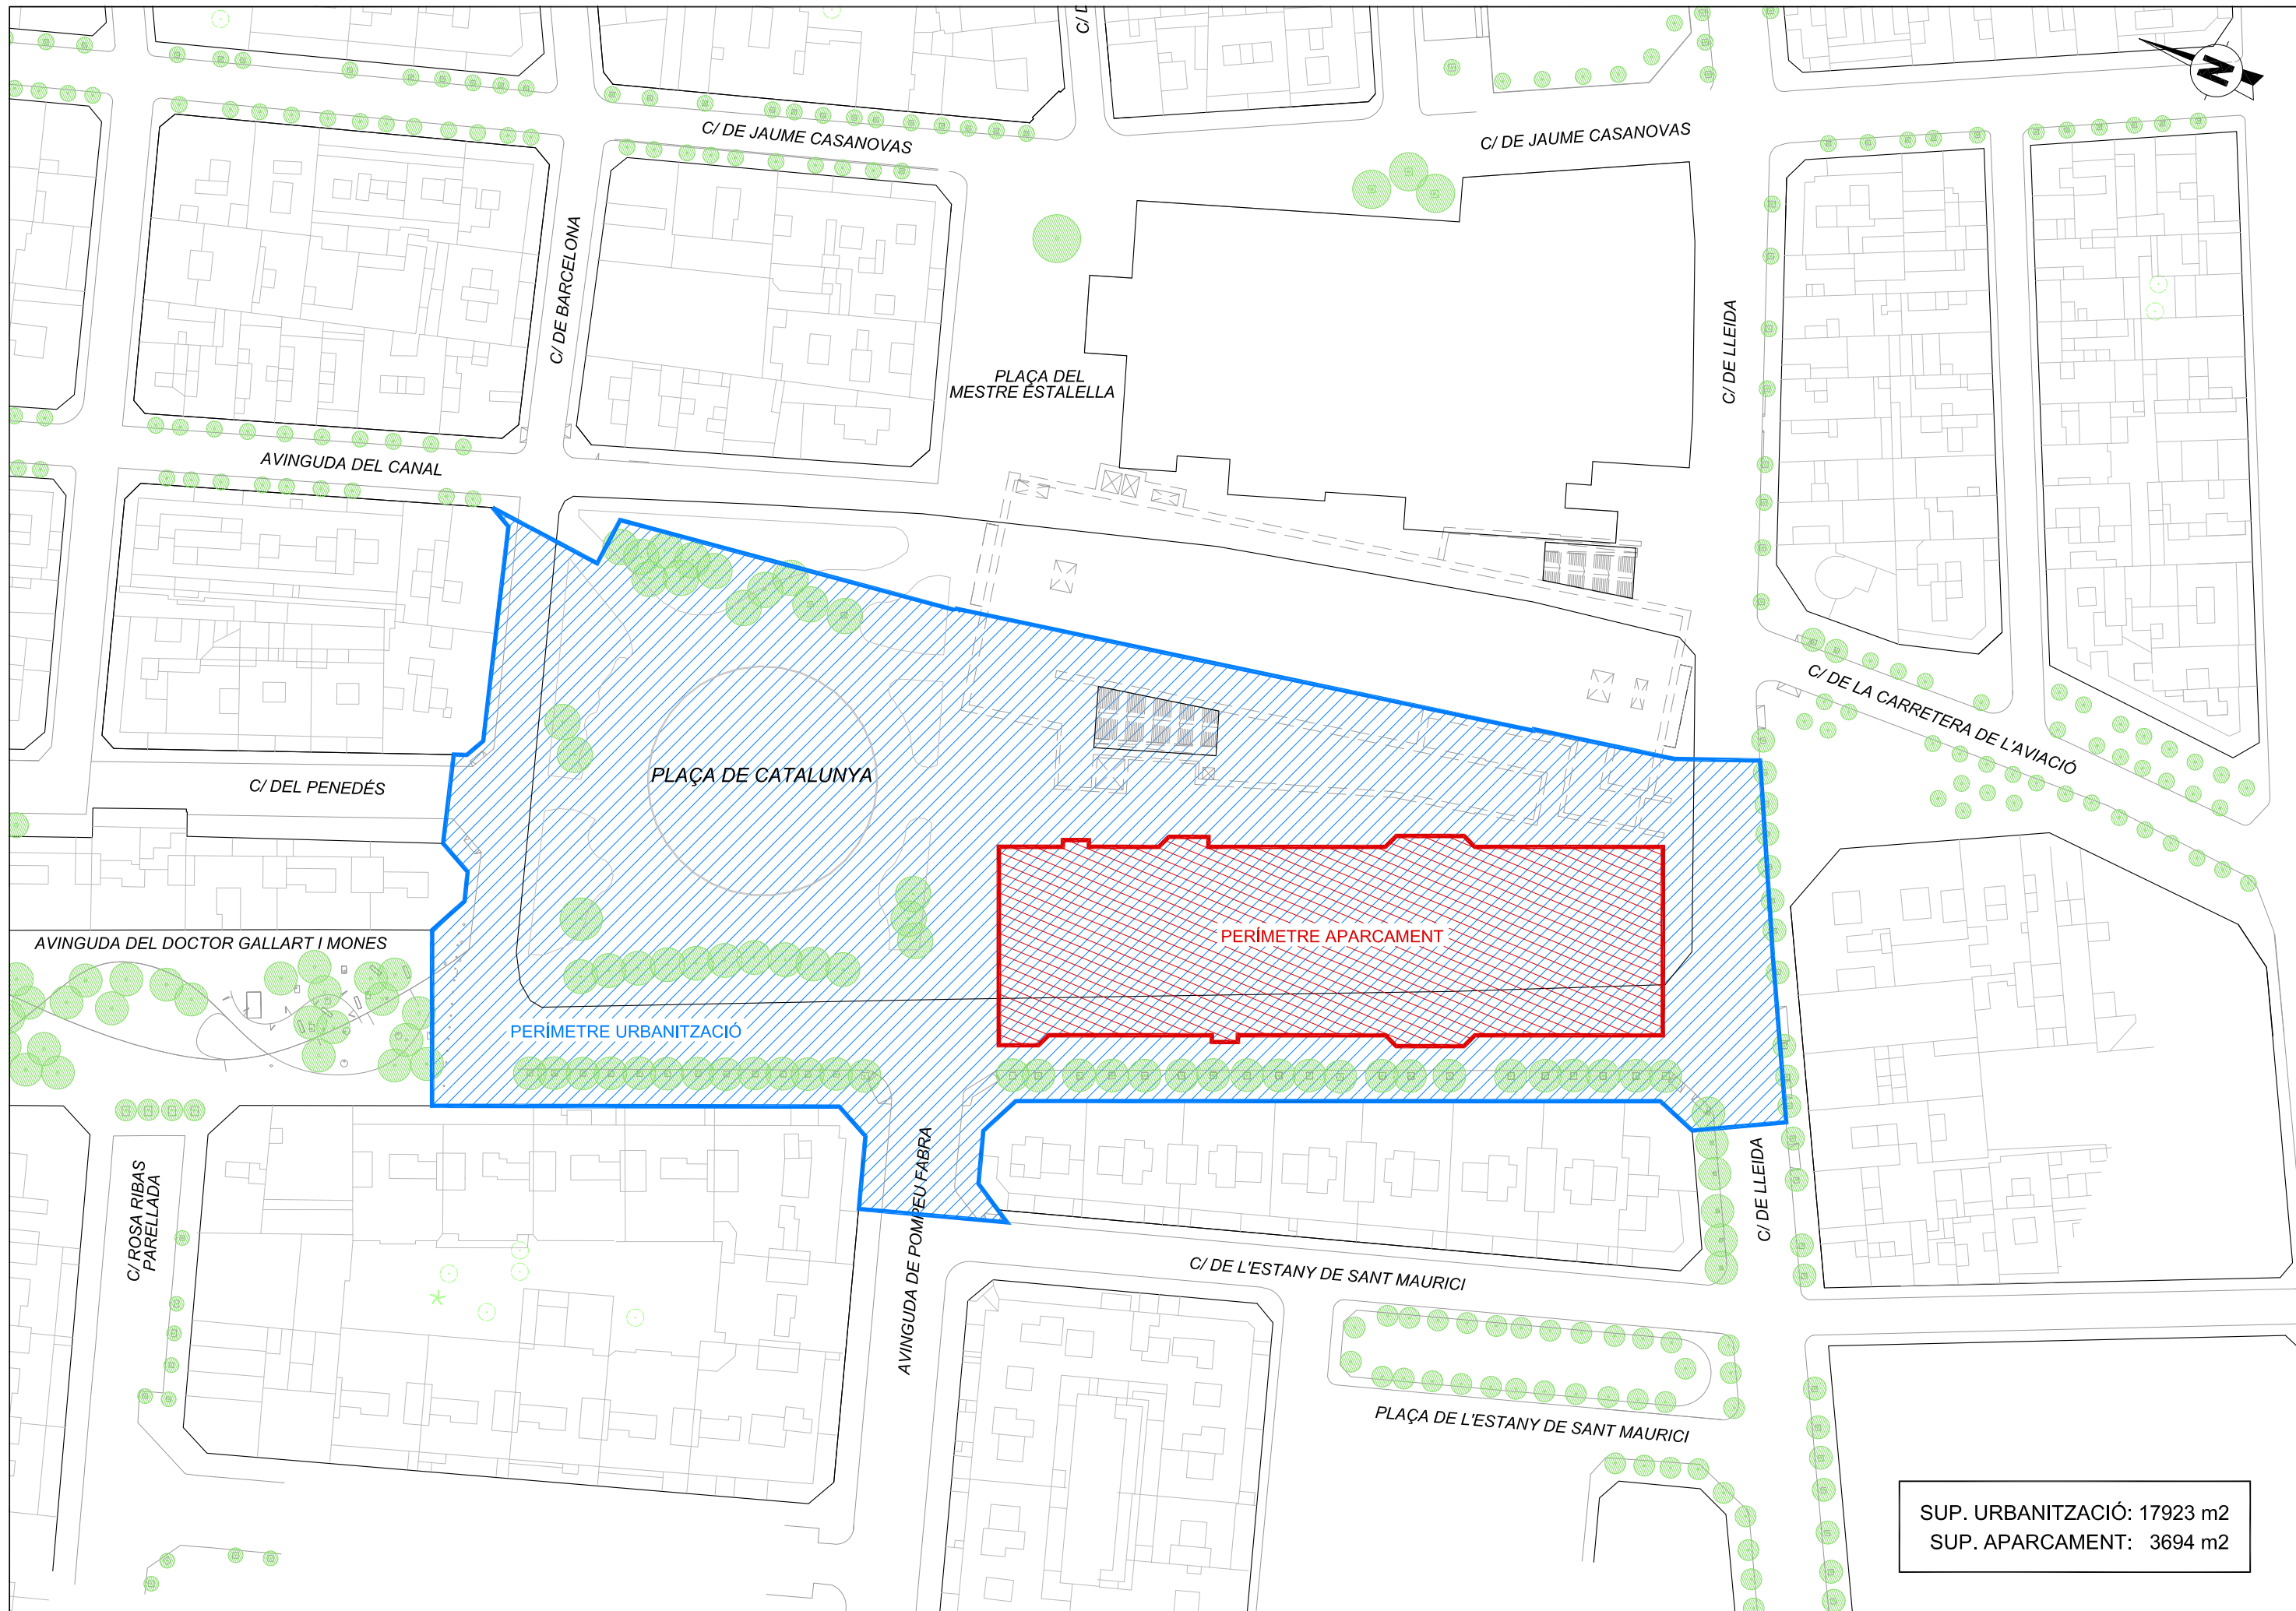 C/ D
C/ DE JAUME CASANOVAS
C/ DE JAUME CASANOVAS
N
C/ DE BARCELONA
C/ DE LLEIDA
PLAÇA DEL
MESTRE ESTALELLA
AVINGUDA DEL CANAL
C/ DE LA CARRETERA DE L'AVIACIÓ
PLAÇA DE CATALUNYA
C/ DEL PENEDÉS
PERÍMETRE APARCAMENT
AVINGUDA DEL DOCTOR GALLART I MONES
PERÍMETRE URBANITZACIÓ
C/ ROSA RIBAS
PARELLADA
AVINGUDA DE POMPEU FABRA
C/ DE LLEIDA
C/ DE L'ESTANY DE SANT MAURICI
PLAÇA DE L'ESTANY DE SANT MAURICI
SUP. URBANITZACIÓ: 17923 m2
SUP. APARCAMENT: 3694 m2